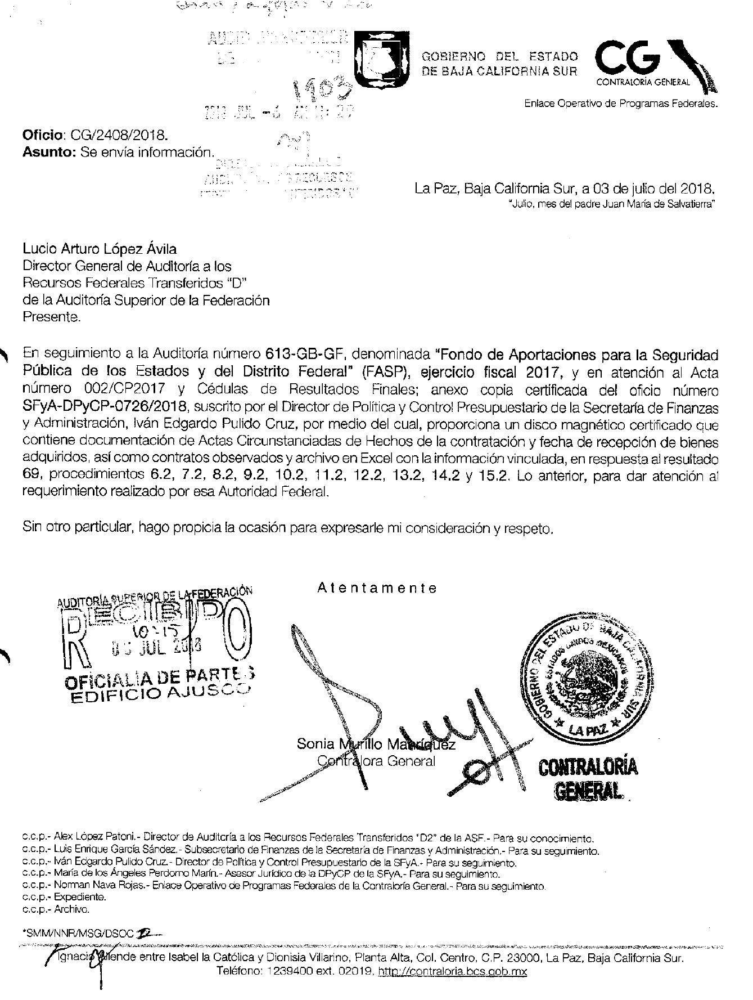 GOBIERNO DEL ESTADO
DE BAJA CALIFORNIA SUR
CG
CONTRALORÍA GENERAL
Enlace Operativo de Programas Federales.
1903
Oficio: CG/2408/2018.
Asunto: Se envía información.
La Paz, Baja California Sur, a 03 de julio del 2018.
"Julio, mes del padre Juan María de Salvatierra"
Lucio Arturo López Ávila
Director General de Auditoría a los
Recursos Federales Transferidos "D"
de la Auditoría Superior de la Federación
Presente.
En seguimiento a la Auditoría número 613-GB-GF, denominada "Fondo de Aportaciones para la Seguridad
Pública de los Estados y del Distrito Federal" (FASP), ejercicio fiscal 2017, y en atención al Acta
número 002/CP2017 y Cédulas de Resultados Finales; anexo copia certificada del oficio número
SFyA-DPyCP-0726/2018, suscrito por el Director de Política y Control Presupuestario de la Secretaría de Finanzas
y Administración, Iván Edgardo Pulido Cruz, por medio del cual, proporciona un disco magnético certificado que
contiene documentación de Actas Circunstanciadas de Hechos de la contratación y fecha de recepción de bienes
adquiridos, así como contratos observados y archivo en Excel con la información vinculada, en respuesta al resultado
69, procedimientos 6.2, 7.2, 8.2, 9.2, 10.2, 11.2, 12.2, 13.2, 14.2 y 15.2. Lo anterior, para dar atención al
requerimiento realizado por esa Autoridad Federal.
Sin otro particular, hago propicia la ocasión para expresarle mi consideración y respeto.
Atentamente
AUDITORÍA SUPERIOR DE LA FEDERACIÓN
RECIBIDO
10:15
JUL 2018
OFICIALIA DE PARTES
EDIFICIO AJUSCO
GOBIERNO DEL ESTADO DE BAJA CALIFORNIA SUR
ESTADOS UNIDOS MEXICANOS
LA PAZ
CONTRALORÍA
GENERAL
Sonia Murillo Manríquez
Contralora General
c.c.p.- Alex López Patoni.- Director de Auditoría a los Recursos Federales Transferidos "D2" de la ASF.- Para su conocimiento.
c.c.p.- Luis Enrique García Sández.- Subsecretario de Finanzas de la Secretaría de Finanzas y Administración.- Para su seguimiento.
c.c.p.- Iván Edgardo Pulido Cruz.- Director de Política y Control Presupuestario de la SFyA.- Para su seguimiento.
c.c.p.- María de los Ángeles Perdomo Marín.- Asesor Jurídico de la DPyCP de la SFyA.- Para su seguimiento.
c.c.p.- Norman Nava Rojas.- Enlace Operativo de Programas Federales de la Contraloría General.- Para su seguimiento.
c.c.p.- Expediente.
c.c.p.- Archivo.
*SMM/NNR/MSG/DSOC
Ignacio Allende entre Isabel la Católica y Dionisia Villarino, Planta Alta, Col. Centro, C.P. 23000, La Paz, Baja California Sur.
Teléfono: 1239400 ext. 02019, http://contraloria.bcs.gob.mx